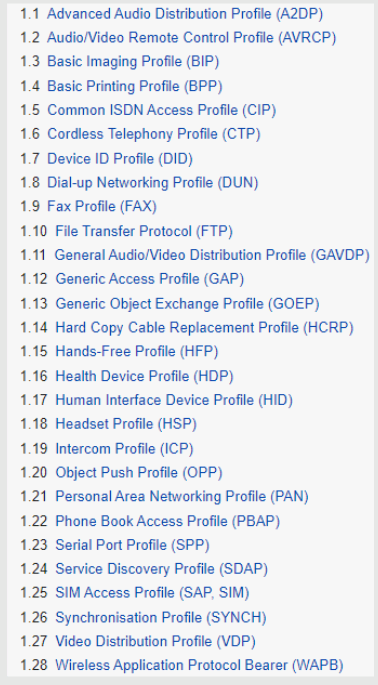 1.1 Advanced Audio Distribution Profile (A2DP)
1.2 Audio/Video Remote Control Profile (AVRCP)
1.3 Basic Imaging Profile (BIP)
1.4 Basic Printing Profile (BPP)
1.5 Common ISDN Access Profile (CIP)
1.6 Cordless Telephony Profile (CTP)
1.7 Device ID Profile (DID)
1.8 Dial-up Networking Profile (DUN)
1.9 Fax Profile (FAX)
1.10 File Transfer Protocol (FTP)
1.11 General Audio/Video Distribution Profile (GAVDP)
1.12 Generic Access Profile (GAP)
1.13 Generic Object Exchange Profile (GOEP)
1.14 Hard Copy Cable Replacement Profile (HCRP)
1.15 Hands-Free Profile (HFP)
1.16 Health Device Profile (HDP)
1.17 Human Interface Device Profile (HID)
1.18 Headset Profile (HSP)
1.19 Intercom Profile (ICP)
1.20 Object Push Profile (OPP)
1.21 Personal Area Networking Profile (PAN)
1.22 Phone Book Access Profile (PBAP)
1.23 Serial Port Profile (SPP)
1.24 Service Discovery Profile (SDAP)
1.25 SIM Access Profile (SAP, SIM)
1.26 Synchronisation Profile (SYNCH)
1.27 Video Distribution Profile (VDP)
1.28 Wireless Application Protocol Bearer (WAPB)